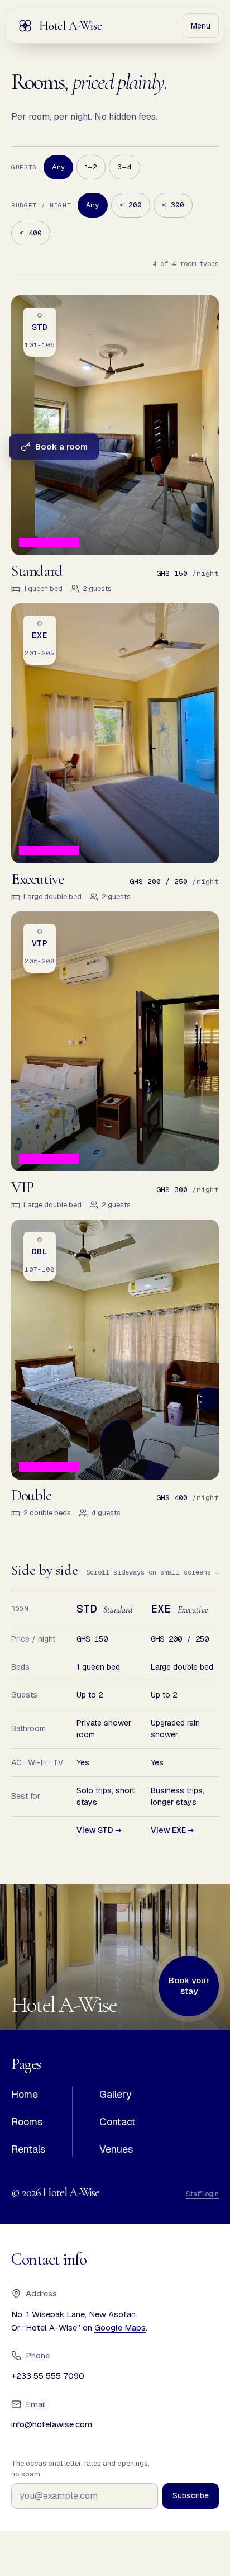 Hotel A-Wise
Menu
Rooms, priced plainly.
Per room, per night. No hidden fees.
GUESTS
Any
1–2
3–4
BUDGET / NIGHT
Any
≤ 200
≤ 300
≤ 400
4 of 4 room types
STD
101-106
Book a room
Standard
GHS 150 /night
1 queen bed
2 guests
EXE
201-205
Executive
GHS 200 / 250 /night
Large double bed
2 guests
VIP
206-208
VIP
GHS 300 /night
Large double bed
2 guests
DBL
107-108
Double
GHS 400 /night
2 double beds
4 guests
Side by side
Scroll sideways on small screens →
ROOM
STD Standard
EXE Executive
Price / night
GHS 150
GHS 200 / 250
Beds
1 queen bed
Large double bed
Guests
Up to 2
Up to 2
Bathroom
Private shower
room
Upgraded rain
shower
AC · Wi-Fi · TV
Yes
Yes
Best for
Solo trips, short
stays
Business trips,
longer stays
View STD →
View EXE →
Hotel A-Wise
Book your
stay
Pages
Home
Gallery
Rooms
Contact
Rentals
Venues
© 2026 Hotel A-Wise
Staff login
Contact info
Address
No. 1 Wisepak Lane, New Asofan.
Or “Hotel A-Wise” on Google Maps.
Phone
+233 55 555 7090
Email
info@hotelawise.com
The occasional letter: rates and openings,
no spam
you@example.com
Subscribe